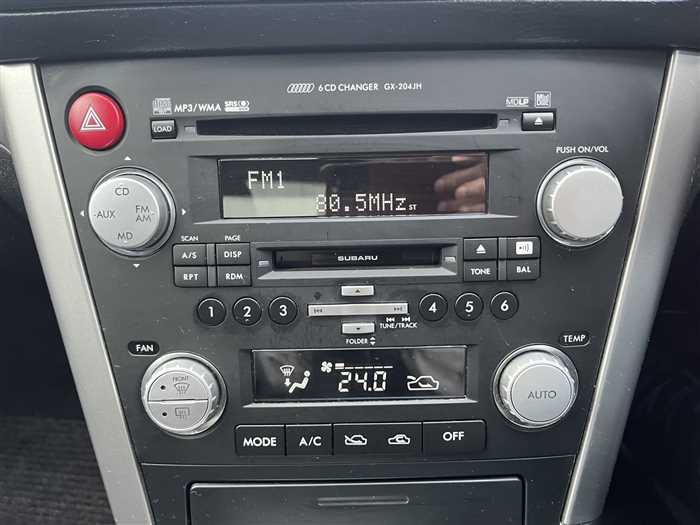 6 CD CHANGER GX-204JH
MP3/WMA SRS
MDLP
LOAD
PUSH ON/VOL
FM1
80.5MHz ST
CD
AUX
FM
AM
MD
SCAN PAGE
A/S DISP
RPT RDM
SUBARU
TONE BAL
1 2 3 4 5 6
TUNE/TRACK
FOLDER
FAN
TEMP
24.0
FRONT
AUTO
MODE A/C OFF